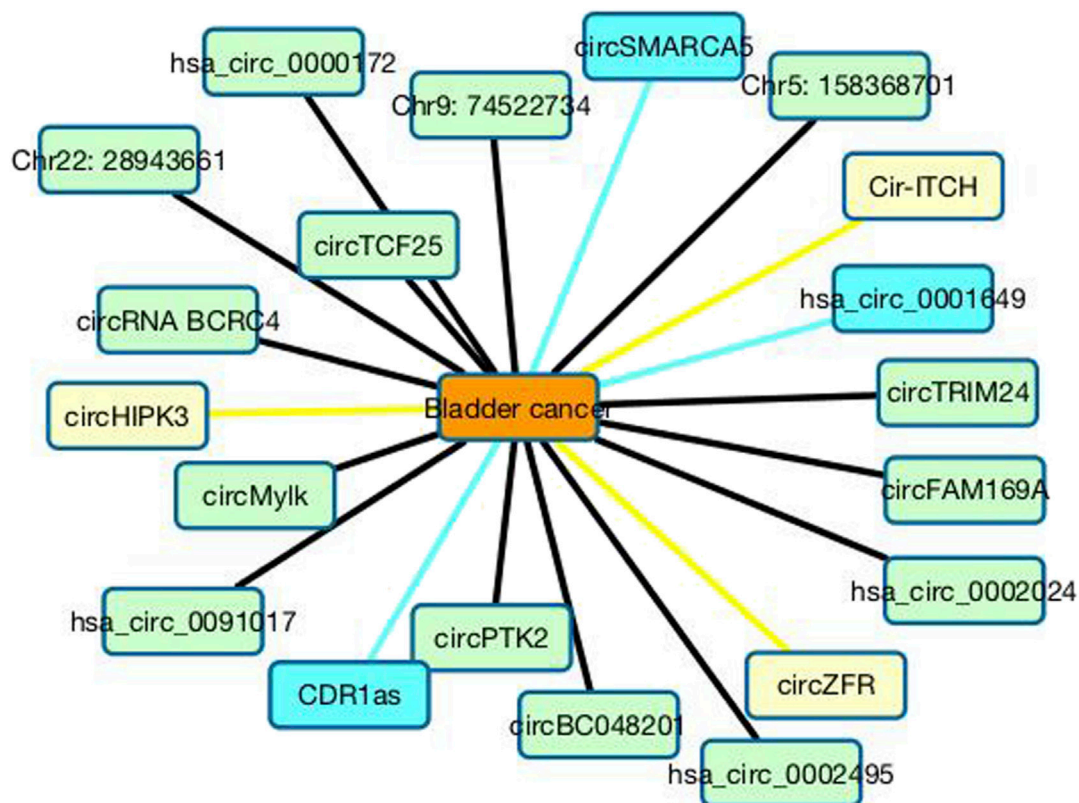 circSMARCA5
hsa_circ_0000172
Chr9: 74522734
Chr5: 158368701
Chr22: 28943661
Cir-ITCH
circTCF25
hsa_circ_0001649
circRNA BCRC4
circTRIM24
circHIPK3
Bladder cancer
circMylk
circFAM169A
hsa_circ_0002024
hsa_circ_0091017
circPTK2
circZFR
CDR1as
circBC048201
hsa_circ_0002495